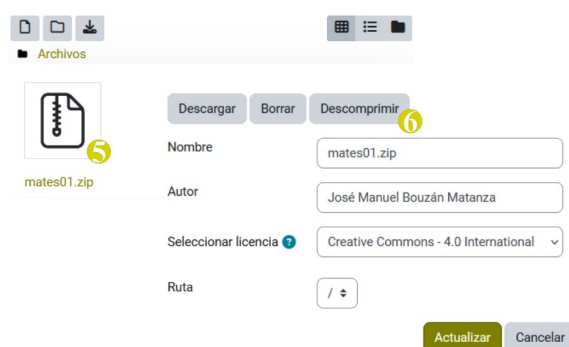 Archivos
5
mates01.zip
Descargar Borrar Descomprimir
6
Nombre mates01.zip
Autor José Manuel Bouzán Matanza
Seleccionar licencia ? Creative Commons - 4.0 International
Ruta /
Actualizar Cancelar